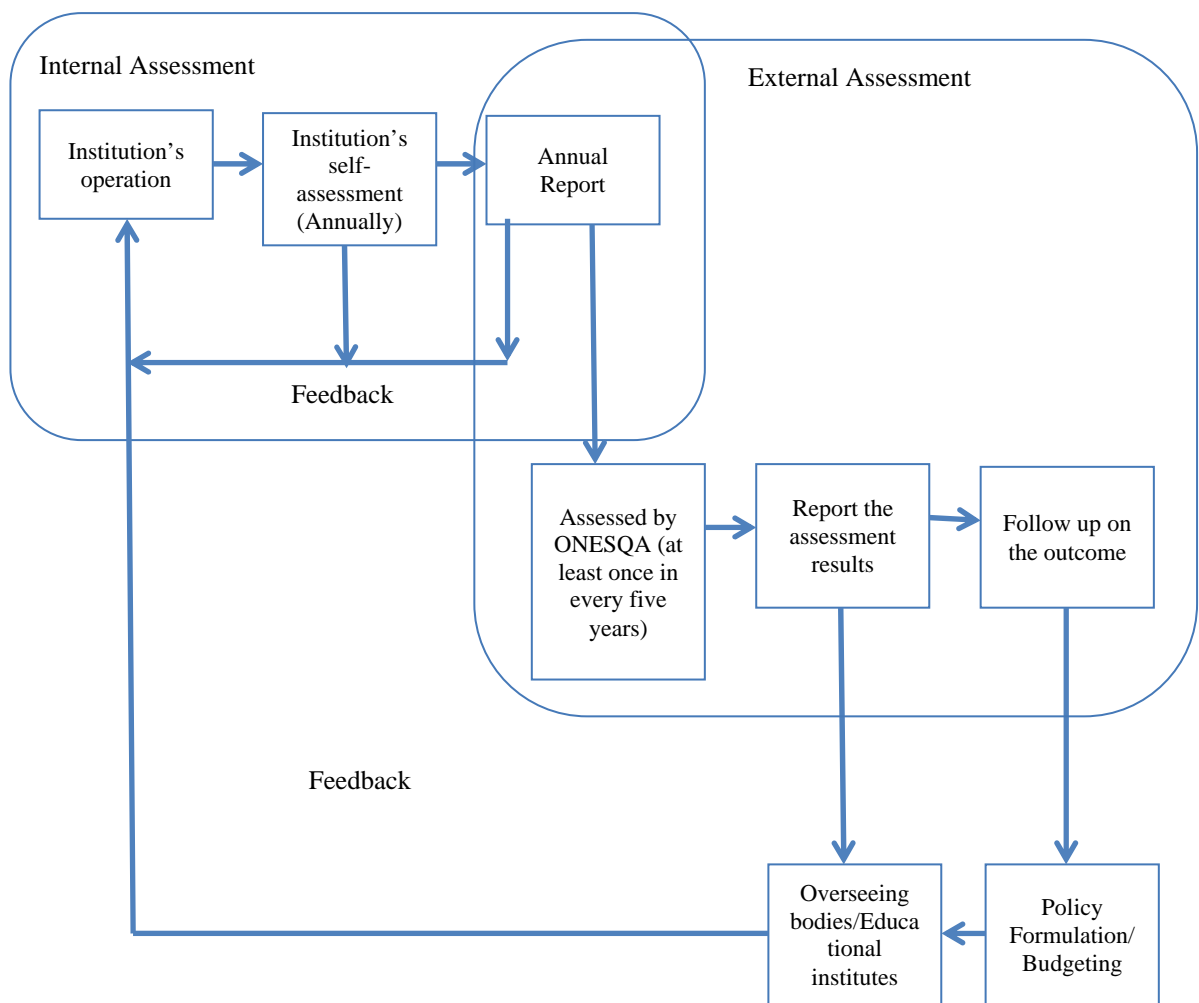 Internal Assessment
External Assessment
Institution’s
operation
Institution’s
self-
assessment
(Annually)
Annual
Report
Feedback
Assessed by
ONESQA (at
least once in
every five
years)
Report the
assessment
results
Follow up on
the outcome
Feedback
Overseeing
bodies/Educa
tional
institutes
Policy
Formulation/
Budgeting